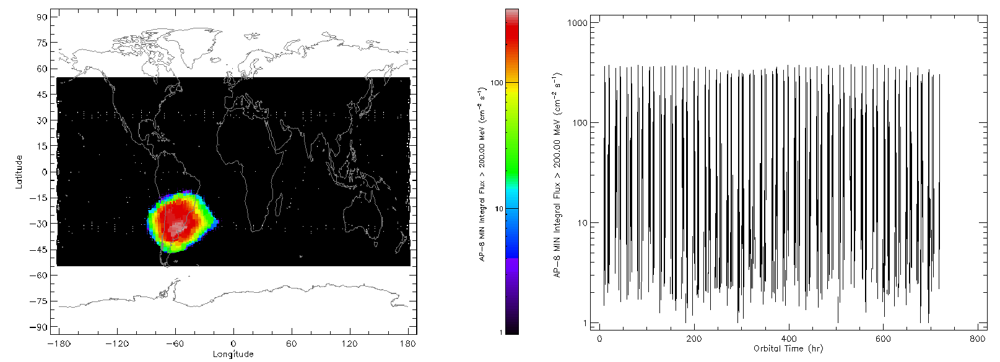 90
75
60
45
30
15
0
-15
-30
-45
-60
-75
-90
Latitude
-180 -120 -60 0 60 120 180
Longitude
100
10
1
AP-8 MIN Integral Flux > 200.00 MeV (cm-2 s-1)
1000
100
10
1
AP-8 MIN Integral Flux > 200.00 MeV (cm-2 s-1)
0 200 400 600 800
Orbital Time (hr)